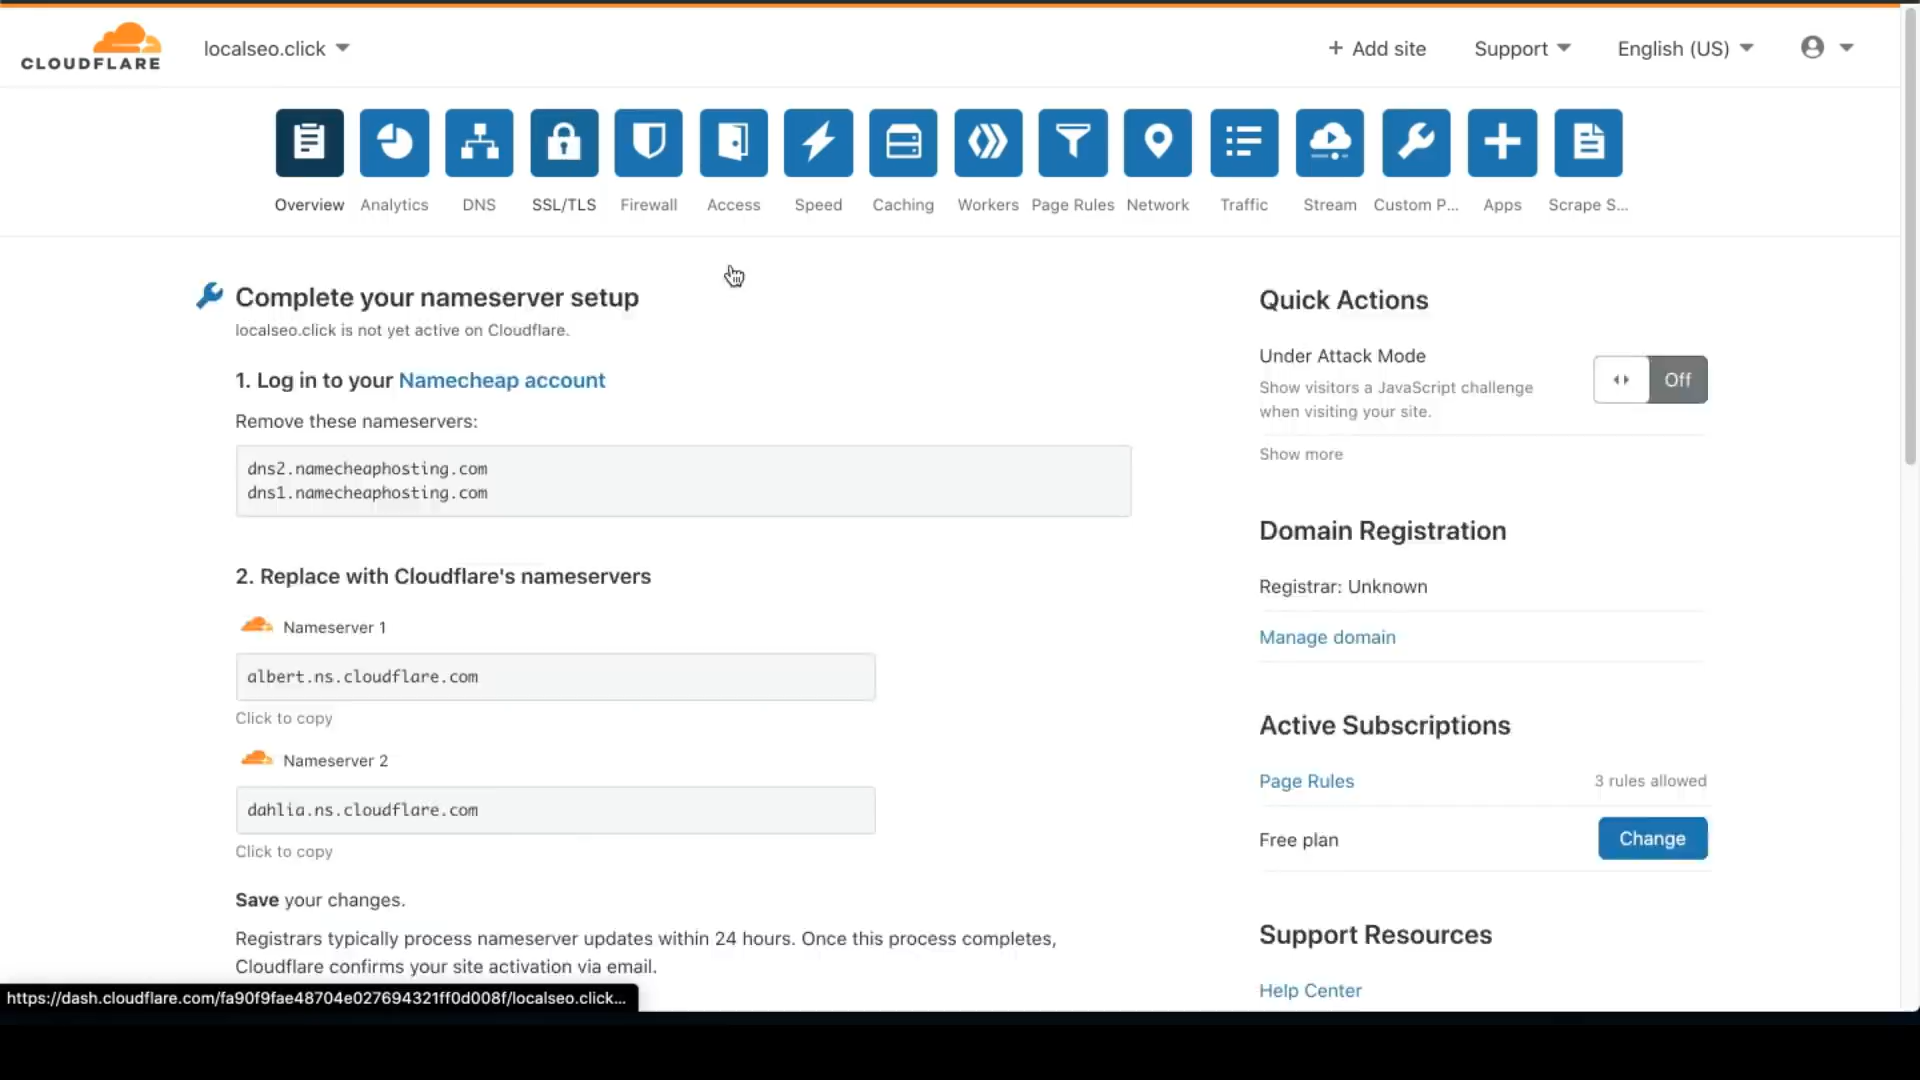 CLOUDFLARE
localseo.click
+ Add site
Support
English (US)
Overview
Analytics
DNS
SSL/TLS
Firewall
Access
Speed
Caching
Workers
Page Rules
Network
Traffic
Stream
Custom P...
Apps
Scrape S...
Complete your nameserver setup
localseo.click is not yet active on Cloudflare.
1. Log in to your Namecheap account
Remove these nameservers:
dns2.namecheaphosting.com
dns1.namecheaphosting.com
2. Replace with Cloudflare's nameservers
Nameserver 1
albert.ns.cloudflare.com
Click to copy
Nameserver 2
dahlia.ns.cloudflare.com
Click to copy
Save your changes.
Registrars typically process nameserver updates within 24 hours. Once this process completes,
Cloudflare confirms your site activation via email.
Quick Actions
Under Attack Mode
Show visitors a JavaScript challenge
when visiting your site.
Off
Show more
Domain Registration
Registrar: Unknown
Manage domain
Active Subscriptions
Page Rules
3 rules allowed
Free plan
Change
Support Resources
Help Center
https://dash.cloudflare.com/fa90f9fae48704e027694321ff0d008f/localseo.click...